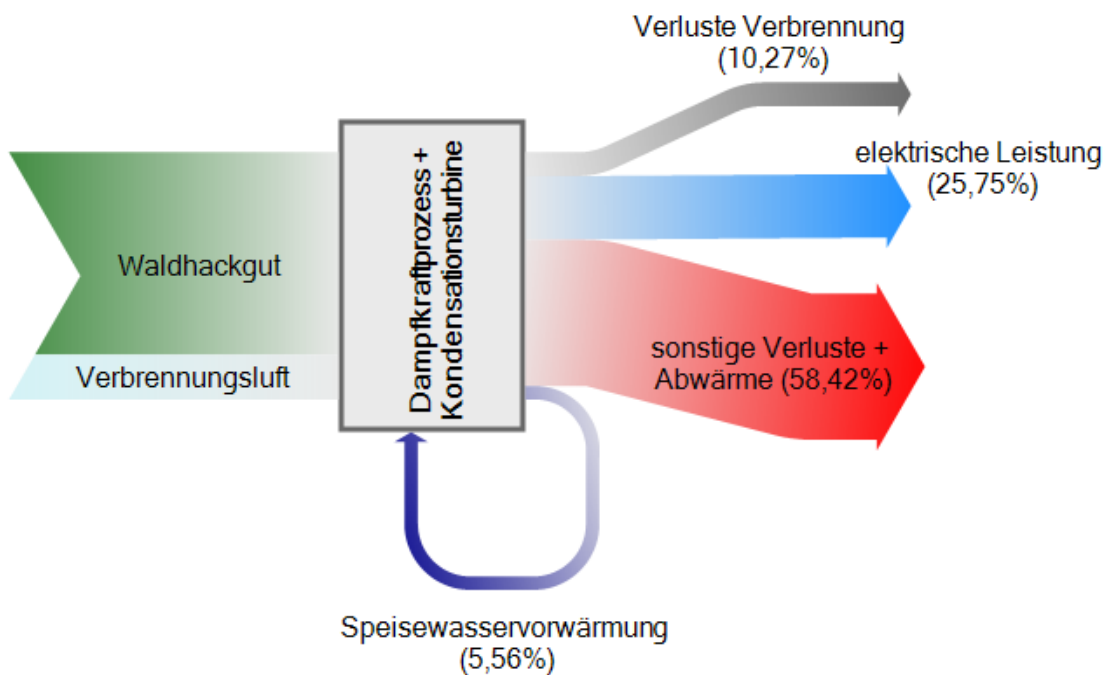 Verluste Verbrennung
(10,27%)
elektrische Leistung
(25,75%)
Waldhackgut
Verbrennungsluft
Dampfkraftprozess +
Kondensationsturbine
sonstige Verluste +
Abwärme (58,42%)
Speisewasservorwärmung
(5,56%)